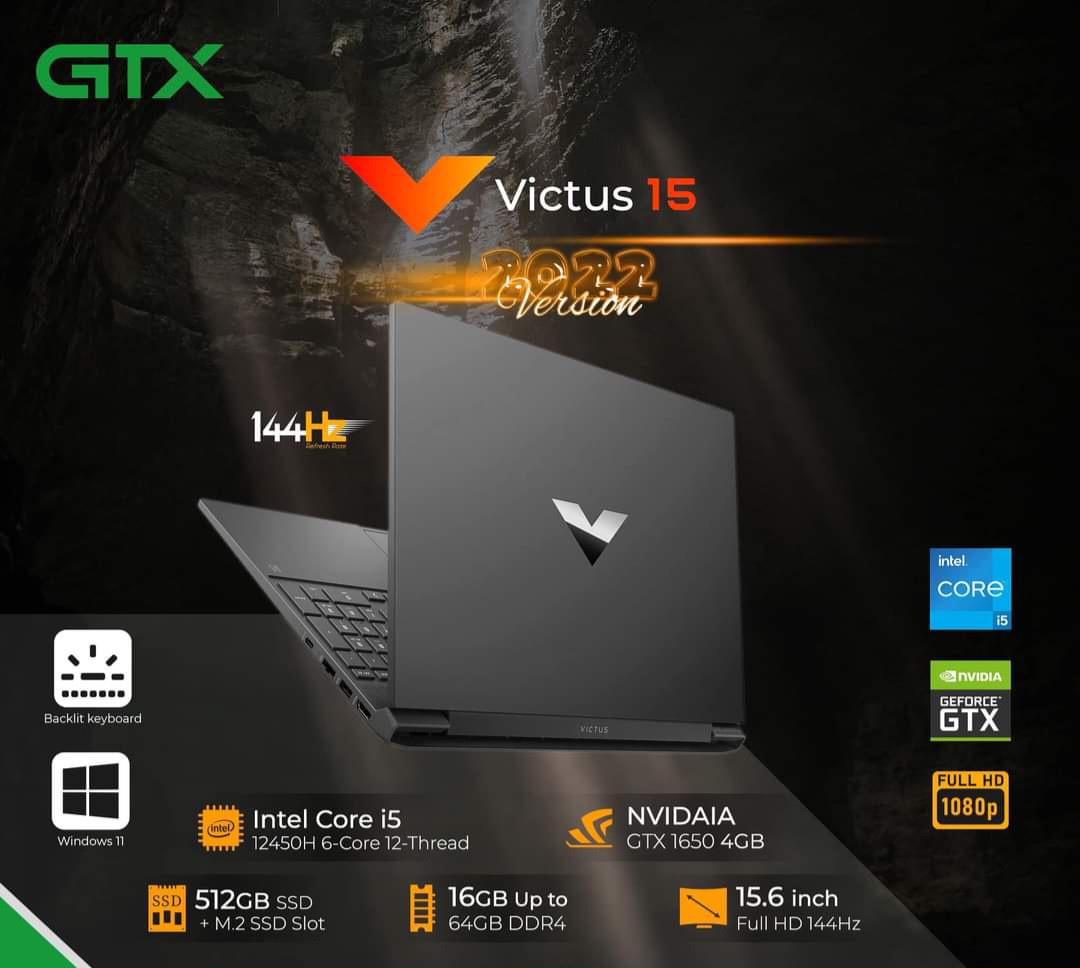 GTX
Victus 15
2022
Version
144Hz
Refresh Rate
VICTUS
intel.
CORE
i5
NVIDIA
GEFORCE
GTX
FULL HD
1080p
Backlit keyboard
Windows 11
intel
Intel Core i5
12450H 6-Core 12-Thread
NVIDAIA
GTX 1650 4GB
SSD
512GB SSD
+ M.2 SSD Slot
16GB Up to
64GB DDR4
15.6 inch
Full HD 144Hz